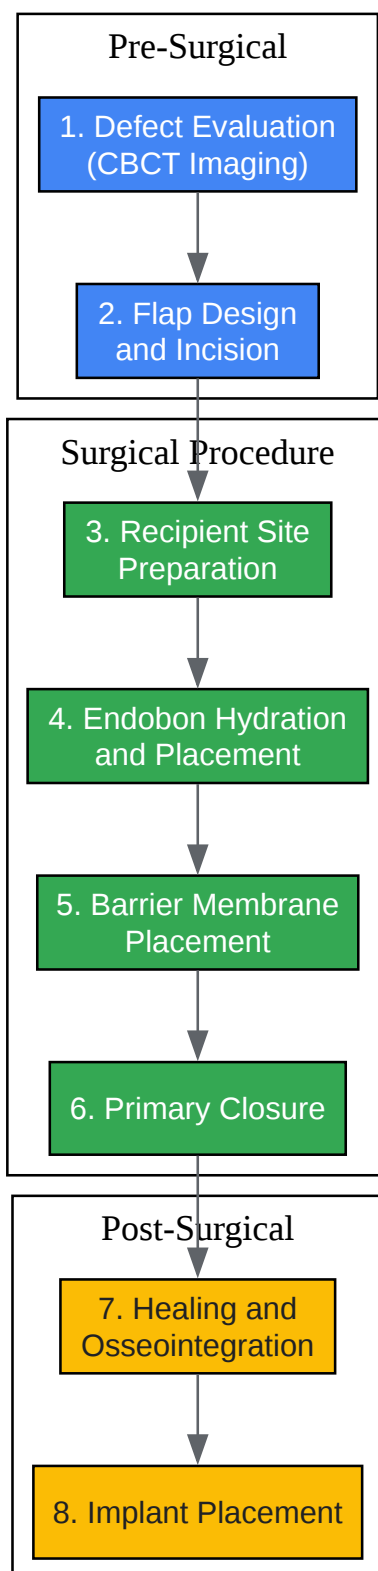 Pre-Surgical
1. Defect Evaluation
(CBCT Imaging)
2. Flap Design
and Incision
Surgical Procedure
3. Recipient Site
Preparation
4. Endobon Hydration
and Placement
5. Barrier Membrane
Placement
6. Primary Closure
Post-Surgical
7. Healing and
Osseointegration
8. Implant Placement